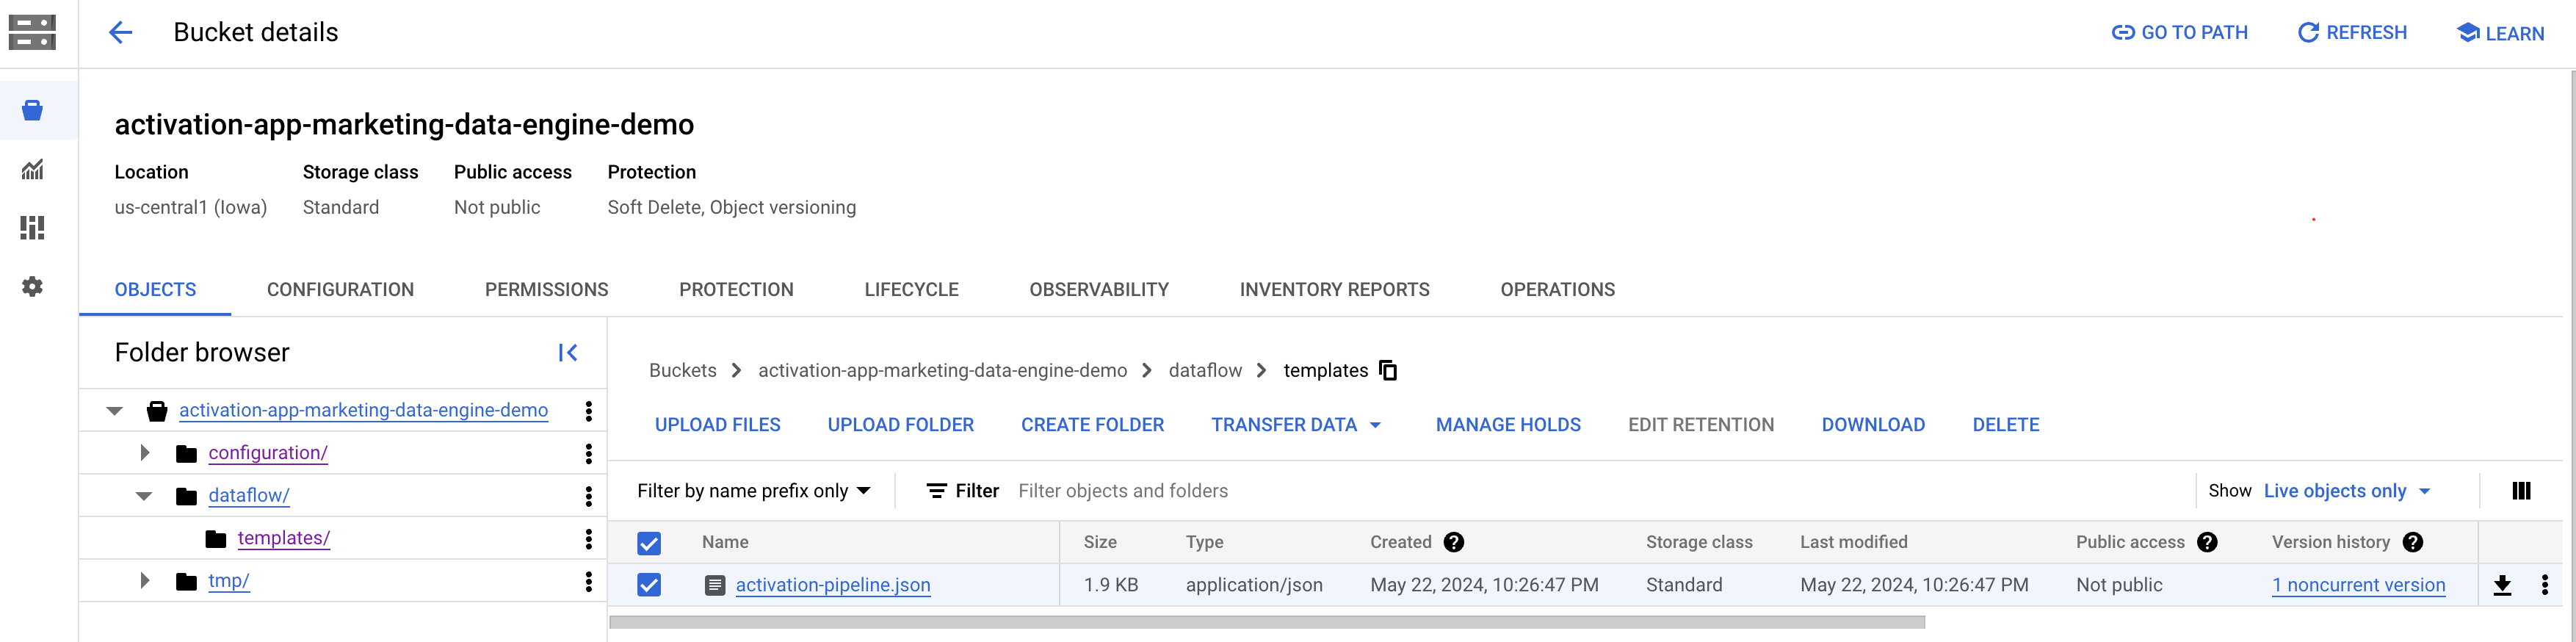 Bucket details
GO TO PATH
REFRESH
LEARN
activation-app-marketing-data-engine-demo
Location Storage class Public access Protection
us-central1 (Iowa) Standard Not public Soft Delete, Object versioning
OBJECTS CONFIGURATION PERMISSIONS PROTECTION LIFECYCLE OBSERVABILITY INVENTORY REPORTS OPERATIONS
Folder browser
activation-app-marketing-data-engine-demo
configuration/
dataflow/
templates/
tmp/
Buckets > activation-app-marketing-data-engine-demo > dataflow > templates
UPLOAD FILES UPLOAD FOLDER CREATE FOLDER TRANSFER DATA MANAGE HOLDS EDIT RETENTION DOWNLOAD DELETE
Filter by name prefix only Filter Filter objects and folders Show Live objects only
Name Size Type Created ? Storage class Last modified Public access ? Version history ?
activation-pipeline.json 1.9 KB application/json May 22, 2024, 10:26:47 PM Standard May 22, 2024, 10:26:47 PM Not public 1 noncurrent version